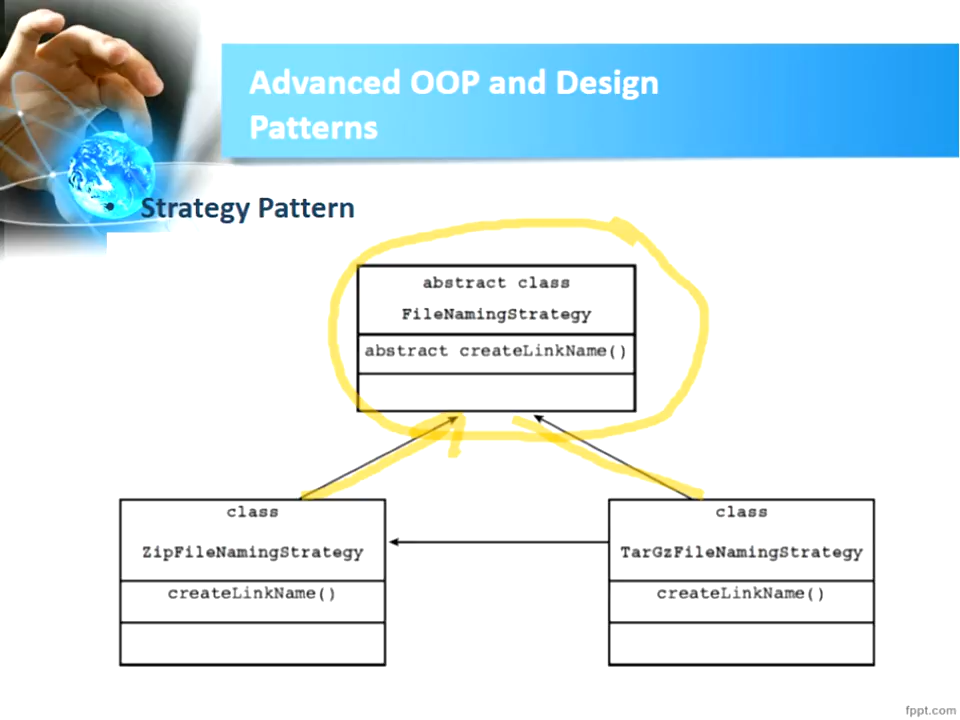 Advanced OOP and Design
Patterns
• Strategy Pattern
abstract class
FileNamingStrategy
abstract createLinkName()
class
ZipFileNamingStrategy
createLinkName()
class
TarGzFileNamingStrategy
createLinkName()
fppt.com